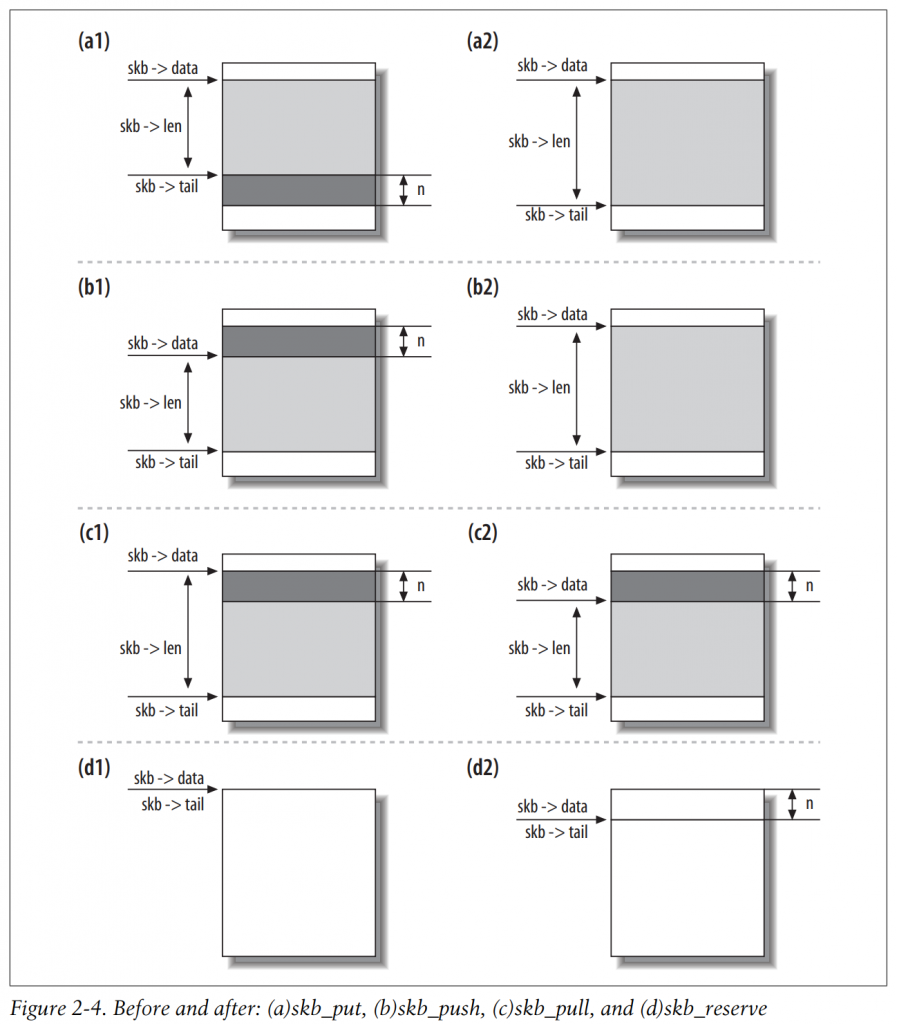 (a1)
(a2)
skb -> data
skb -> data
skb -> len
skb -> len
skb -> tail
n
skb -> tail
(b1)
(b2)
skb -> data
n
skb -> data
skb -> len
skb -> len
skb -> tail
skb -> tail
(c1)
(c2)
skb -> data
n
skb -> data
n
skb -> len
skb -> len
skb -> tail
skb -> tail
(d1)
(d2)
skb -> data
skb -> tail
skb -> data
n
skb -> tail
Figure 2-4. Before and after: (a)skb_put, (b)skb_push, (c)skb_pull, and (d)skb_reserve